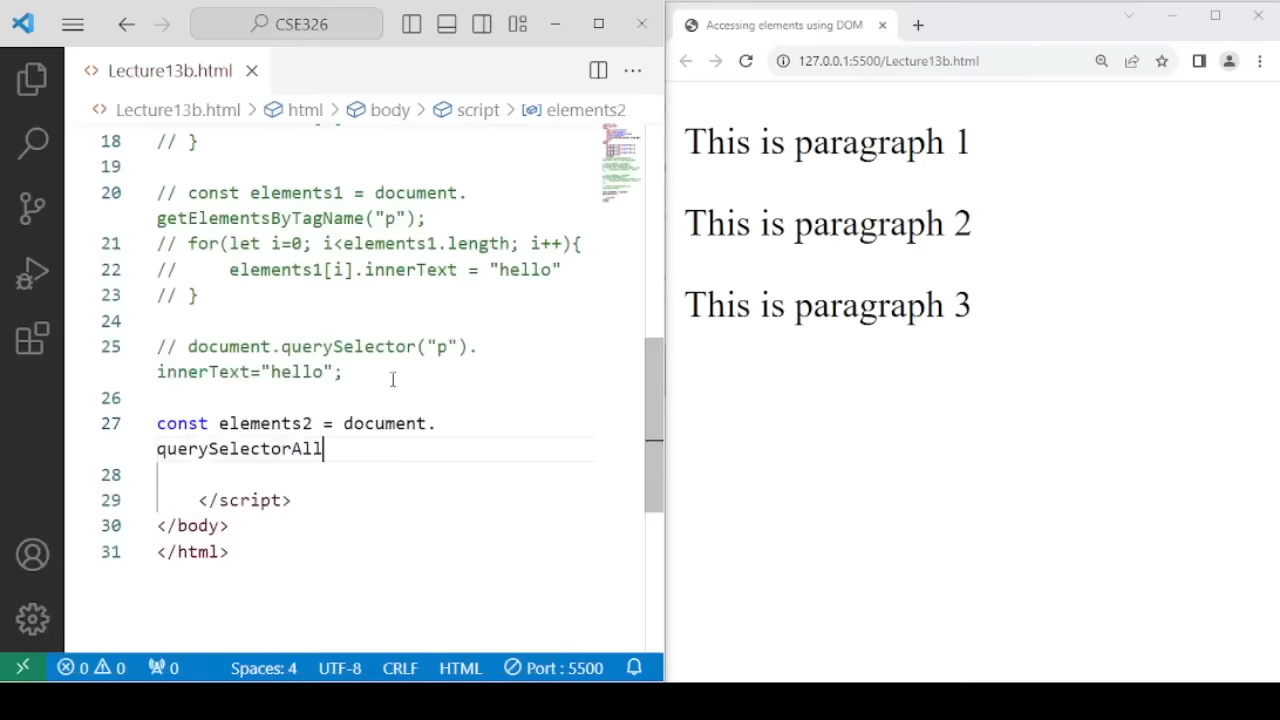 CSE326
Lecture13b.html
Lecture13b.html > html > body > script > elements2
18 // }
19
20 // const elements1 = document.
getElementsByTagName("p");
21 // for(let i=0; i<elements1.length; i++){
22 //     elements1[i].innerText = "hello"
23 // }
24
25 // document.querySelector("p").
innerText="hello";
26
27 const elements2 = document.
querySelectorAll
28
29 </script>
30 </body>
31 </html>
0 0 0 Spaces: 4 UTF-8 CRLF HTML Port : 5500
Accessing elements using DOM
127.0.0.1:5500/Lecture13b.html
This is paragraph 1
This is paragraph 2
This is paragraph 3